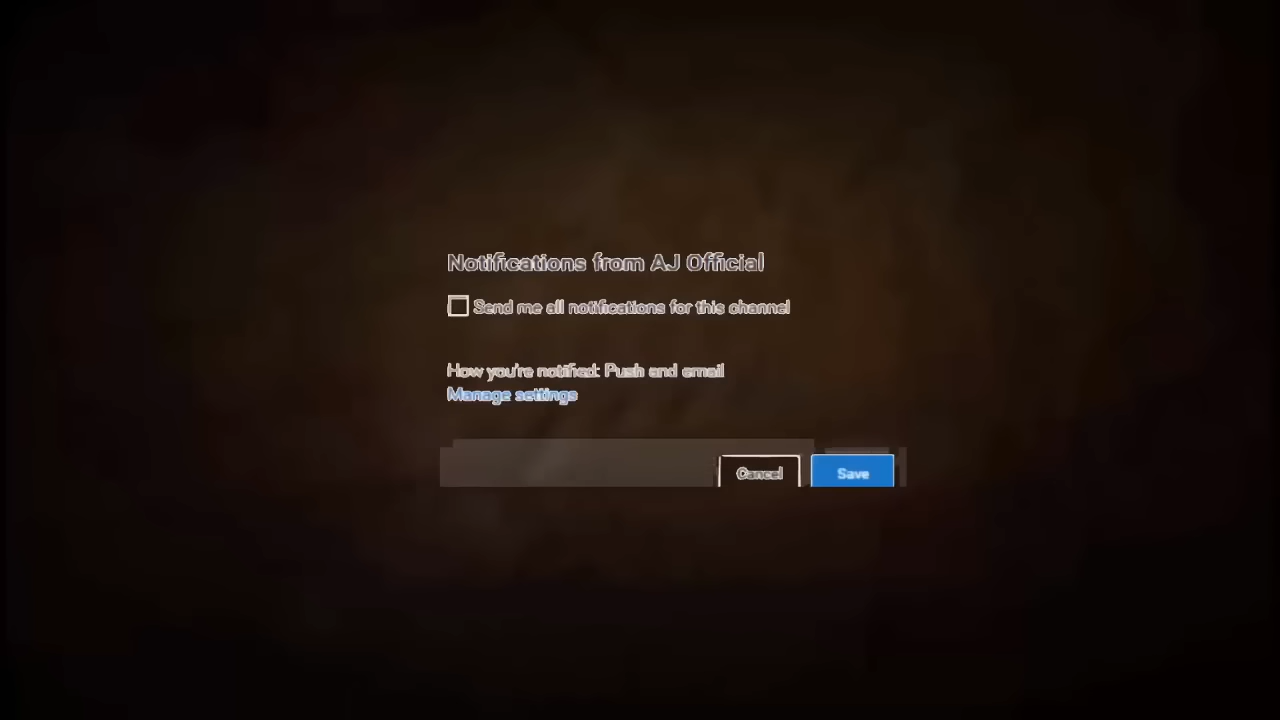 Notifications from AJ Official
Send me all notifications for this channel
How you're notified: Push and email
Manage settings
Cancel
Save